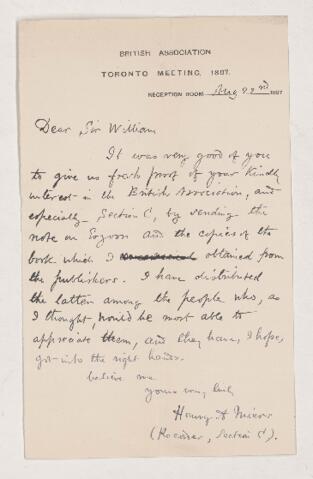 BRITISH ASSOCIATION
TORONTO MEETING, 1897.
RECEPTION ROOM Aug 22nd 1897
Dear Sir William
It was very good of you
to give us fresh proof of your kindly
interest in the British Association, and
especially Section C, by sending the
note on Eozoon and the copies of the
book which I obtained from
the publishers. I have distributed
the latter among the people who, as
I thought, would be most able to
appreciate them, and they have, I hope,
got into the right hands.
believe me
yours very truly
Henry A Miers
(Recorder, Section C).